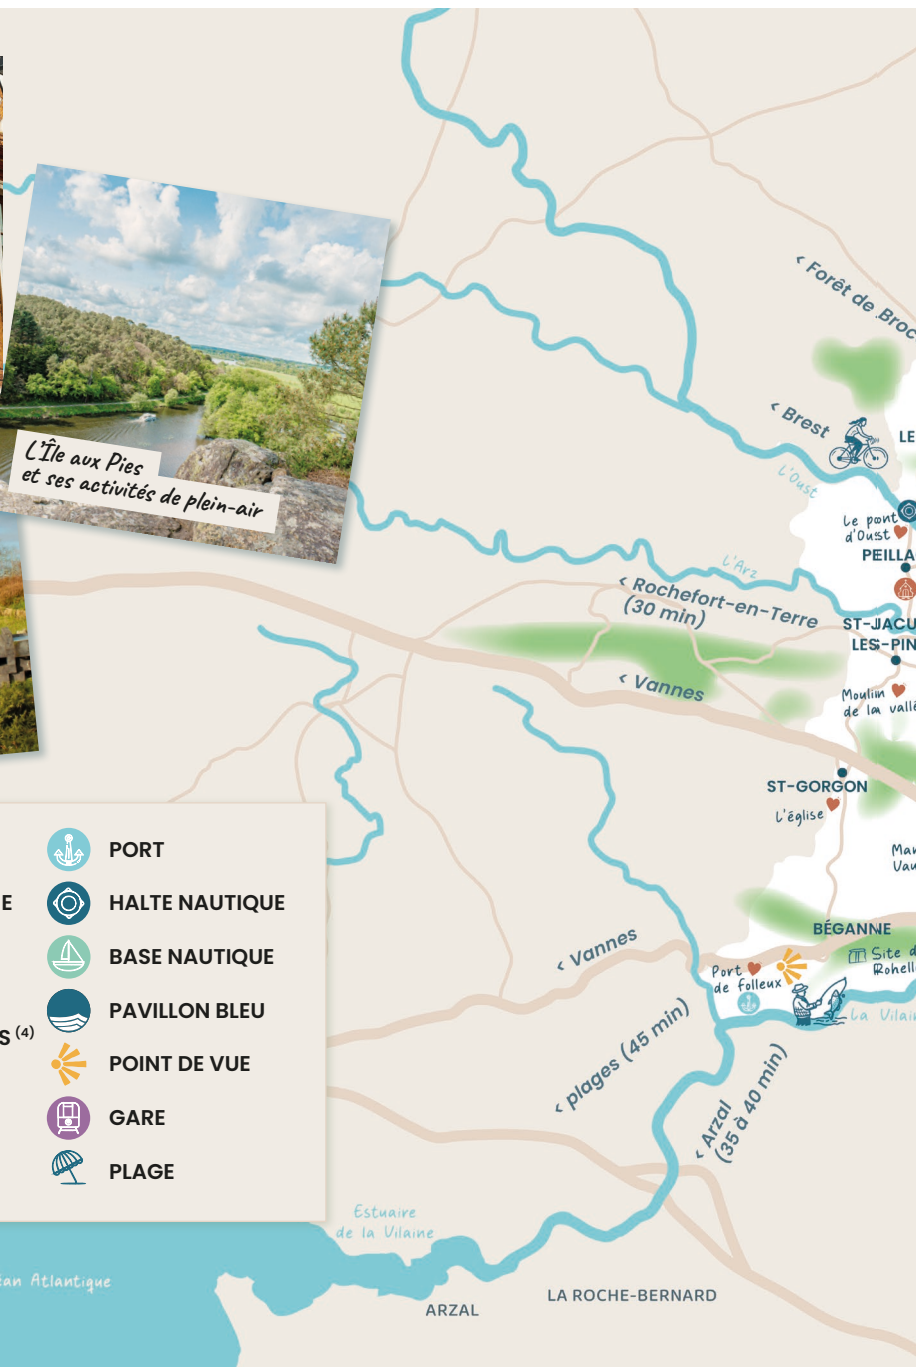 L'Île aux Pies
et ses activités de plein-air
‹ Forêt de Broc
‹ Brest
LE
L'Oust
Le pont
d'Oust
PEILLA
L'Arz
‹ Rochefort-en-Terre
(30 min)
ST-JACU
LES-PIN
‹ Vannes
Moulin
de la vallé
ST-GORGON
L'église
Mar
Vau
PORT
E
HALTE NAUTIQUE
BASE NAUTIQUE
PAVILLON BLEU
S (4)
POINT DE VUE
GARE
PLAGE
BÉGANNE
‹ Vannes
Site d
Rohell
Port
de Folleux
La Vilain
‹ plages (45 min)
‹ Arzal
(35 à 40 min)
Estuaire
de la Vilaine
an Atlantique
LA ROCHE-BERNARD
ARZAL